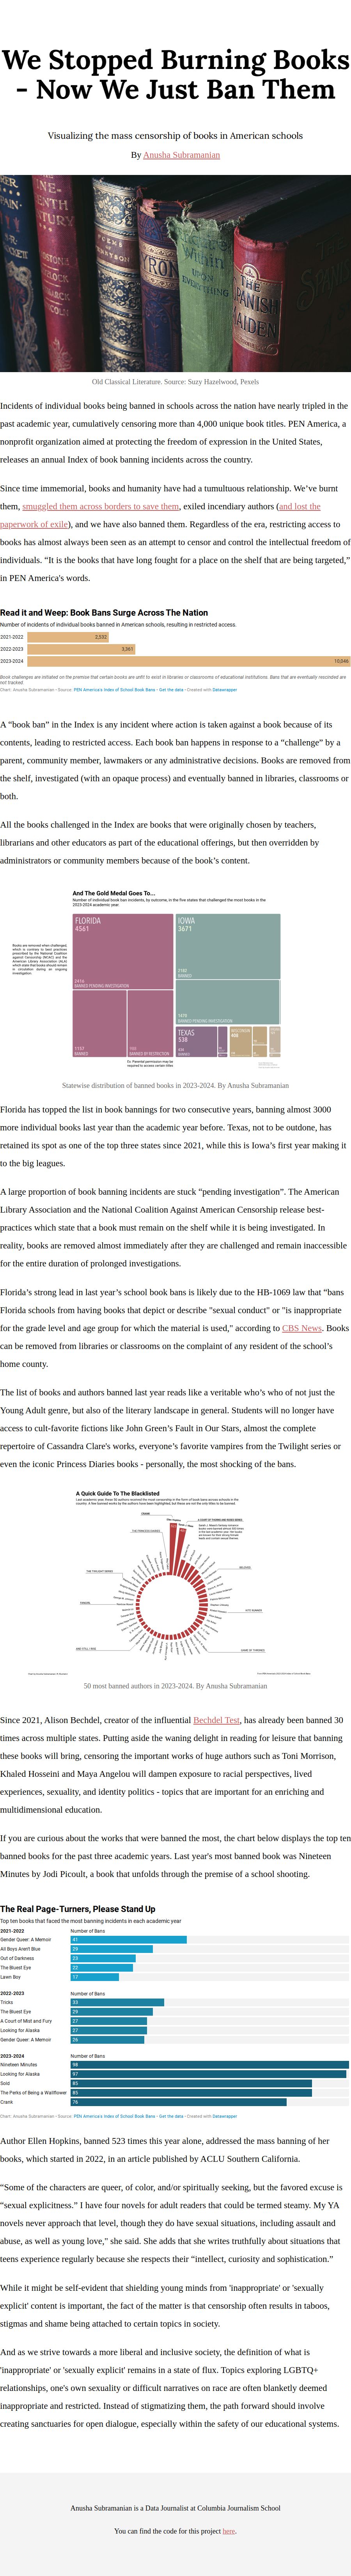 We Stopped Burning Books
- Now We Just Ban Them
Visualizing the mass censorship of books in American schools
By Anusha Subramanian
Old Classical Literature. Source: Suzy Hazelwood, Pexels
Incidents of individual books being banned in schools across the nation have nearly tripled in the
past academic year, cumulatively censoring more than 4,000 unique book titles. PEN America, a
nonprofit organization aimed at protecting the freedom of expression in the United States,
releases an annual Index of book banning incidents across the country.
Since time immemorial, books and humanity have had a tumultuous relationship. We've burnt
them, smuggled them across borders to save them, exiled incendiary authors (and lost the
paperwork of exile), and we have also banned them. Regardless of the era, restricting access to
books has almost always been seen as an attempt to censor and control the intellectual freedom of
individuals. “It is the books that have long fought for a place on the shelf that are being targeted,”
in PEN America's words.
Read it and Weep: Book Bans Surge Across The Nation
Number of incidents of individual books banned in American schools, resulting in restricted access.
2021-2022 2,532
2022-2023 3,361
2023-2024 10,046
Book challenges are initiated on the premise that certain books are unfit to exist in libraries or classrooms of educational institutions. Bans that are eventually rescinded are
not tracked.
Chart: Anusha Subramanian • Source: PEN America's Index of School Book Bans • Get the data • Created with Datawrapper
A “book ban” in the Index is any incident where action is taken against a book because of its
contents, leading to restricted access. Each book ban happens in response to a “challenge” by a
parent, community member, lawmakers or any administrative decisions. Books are removed from
the shelf, investigated (with an opaque process) and eventually banned in libraries, classrooms or
both.
All the books challenged in the Index are books that were originally chosen by teachers,
librarians and other educators as part of the educational offerings, but then overridden by
administrators or community members because of the book’s content.
And The Gold Medal Goes To...
Number of individual book ban incidents, by outcome, in the five states that challenged the most books in the
2023-2024 academic year.
Books are removed when challenged,
which in contrary to best practices
prescribed by the National Coalition
against Censorship (NCAC) and the
American Library Association (ALA)
which state that books should remain
in circulation during an ongoing
investigation.
FLORIDA
4561
BANNED PENDING INVESTIGATION
1157
BANNED
BANNED BY RESTRICTION
IOWA
3671
BANNED
BANNED PENDING INVESTIGATION
TEXAS
538
WISCONSIN
Ex: Parental permission may be
required to access certain titles
Statewise distribution of banned books in 2023-2024. By Anusha Subramanian
Florida has topped the list in book bannings for two consecutive years, banning almost 3000
more individual books last year than the academic year before. Texas, not to be outdone, has
retained its spot as one of the top three states since 2021, while this is Iowa’s first year making it
to the big leagues.
A large proportion of book banning incidents are stuck “pending investigation”. The American
Library Association and the National Coalition Against American Censorship release best-
practices which state that a book must remain on the shelf while it is being investigated. In
reality, books are removed almost immediately after they are challenged and remain inaccessible
for the entire duration of prolonged investigations.
Florida’s strong lead in last year’s school book bans is likely due to the HB-1069 law that “bans
Florida schools from having books that depict or describe "sexual conduct" or "is inappropriate
for the grade level and age group for which the material is used," according to CBS News. Books
can be removed from libraries or classrooms on the complaint of any resident of the school’s
home county.
The list of books and authors banned last year reads like a veritable who’s who of not just the
Young Adult genre, but also of the literary landscape in general. Students will no longer have
access to cult-favorite fictions like John Green’s Fault in Our Stars, almost the complete
repertoire of Cassandra Clare's works, everyone’s favorite vampires from the Twilight series or
even the iconic Princess Diaries books - personally, the most shocking of the bans.
A Quick Guide To The Blacklisted
THE PRINCESS DIARIES
THE TWILIGHT SERIES
AND STILL I RISE
BELOVED
KITE RUNNER
GAME OF THRONES
50 most banned authors in 2023-2024. By Anusha Subramanian
Since 2021, Alison Bechdel, creator of the influential Bechdel Test, has already been banned 30
times across multiple states. Putting aside the waning delight in reading for leisure that banning
these books will bring, censoring the important works of huge authors such as Toni Morrison,
Khaled Hosseini and Maya Angelou will dampen exposure to racial perspectives, lived
experiences, sexuality, and identity politics - topics that are important for an enriching and
multidimensional education.
If you are curious about the works that were banned the most, the chart below displays the top ten
banned books for the past three academic years. Last year's most banned book was Nineteen
Minutes by Jodi Picoult, a book that unfolds through the premise of a school shooting.
The Real Page-Turners, Please Stand Up
Top ten books that faced the most banning incidents in each academic year
2021-2022 Number of Bans
Gender Queer: A Memoir 41
All Boys Aren't Blue 29
Out of Darkness 23
The Bluest Eye 22
Lawn Boy 17
2022-2023 Number of Bans
Tricks 33
The Bluest Eye 29
A Court of Mist and Fury 27
Looking for Alaska 27
Gender Queer: A Memoir 26
2023-2024 Number of Bans
Nineteen Minutes 98
Looking for Alaska 97
Sold 85
The Perks of Being a Wallflower 85
Crank 76
Chart: Anusha Subramanian • Source: PEN America's Index of School Book Bans • Get the data • Created with Datawrapper
Author Ellen Hopkins, banned 523 times this year alone, addressed the mass banning of her
books, which started in 2022, in an article published by ACLU Southern California.
“Some of the characters are queer, of color, and/or spiritually seeking, but the favored excuse is
“sexual explicitness.” I have four novels for adult readers that could be termed steamy. My YA
novels never approach that level, though they do have sexual situations, including assault and
abuse, as well as young love," she said. She adds that she writes truthfully about situations that
teens experience regularly because she respects their “intellect, curiosity and sophistication.”
While it might be self-evident that shielding young minds from 'inappropriate' or 'sexually
explicit' content is important, the fact of the matter is that censorship often results in taboos,
stigmas and shame being attached to certain topics in society.
And as we strive towards a more liberal and inclusive society, the definition of what is
'inappropriate' or 'sexually explicit' remains in a state of flux. Topics exploring LGBTQ+
relationships, one's own sexuality or difficult narratives on race are often blanketly deemed
inappropriate and restricted. Instead of stigmatizing them, the path forward should involve
creating sanctuaries for open dialogue, especially within the safety of our educational systems.
Anusha Subramanian is a Data Journalist at Columbia Journalism School
You can find the code for this project here.